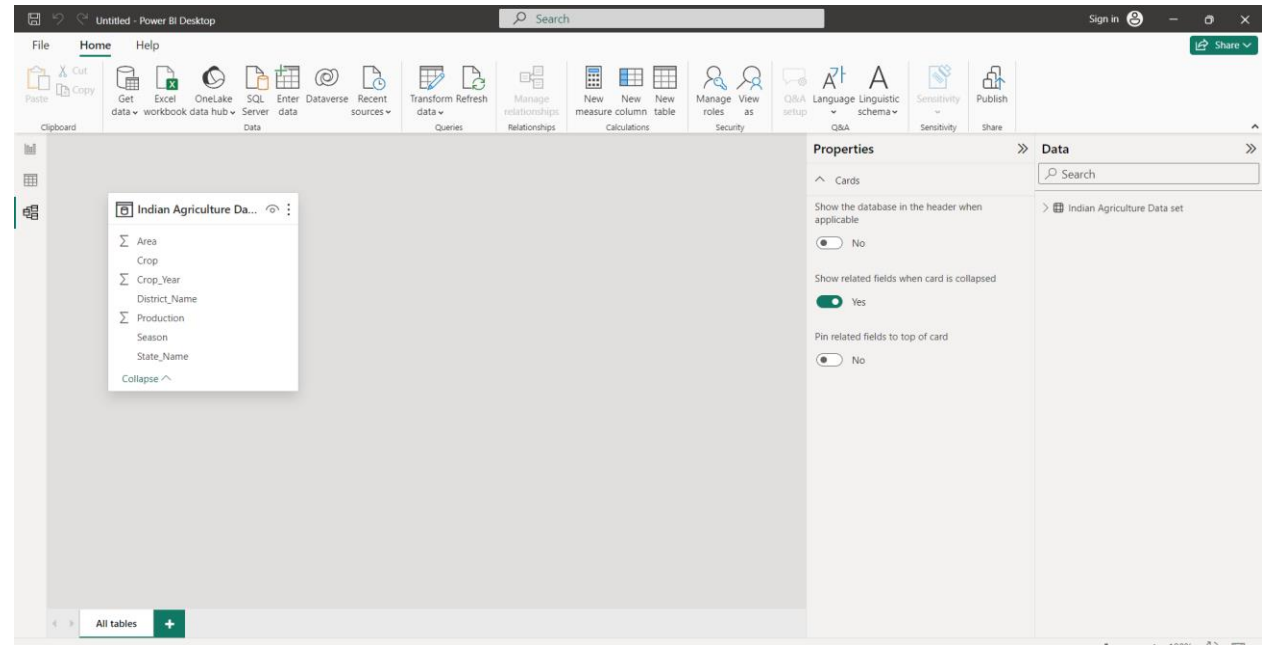 Untitled - Power BI Desktop
Search
Sign in
File Home Help
Share
Paste
Cut
Copy
Get data
Excel workbook
OneLake data hub
SQL Server
Enter data
Dataverse
Recent sources
Transform data
Refresh
Manage relationships
New measure
New column
New table
Manage roles
View as
Q&A setup
Language
Linguistic schema
Sensitivity
Publish
Clipboard
Data
Queries
Relationships
Calculations
Security
Q&A
Sensitivity
Share
Indian Agriculture Da...
Σ Area
Crop
Σ Crop_Year
District_Name
Σ Production
Season
State_Name
Collapse
Properties
Cards
Show the database in the header when
applicable
No
Show related fields when card is collapsed
Yes
Pin related fields to top of card
No
Data
Search
Indian Agriculture Data set
All tables